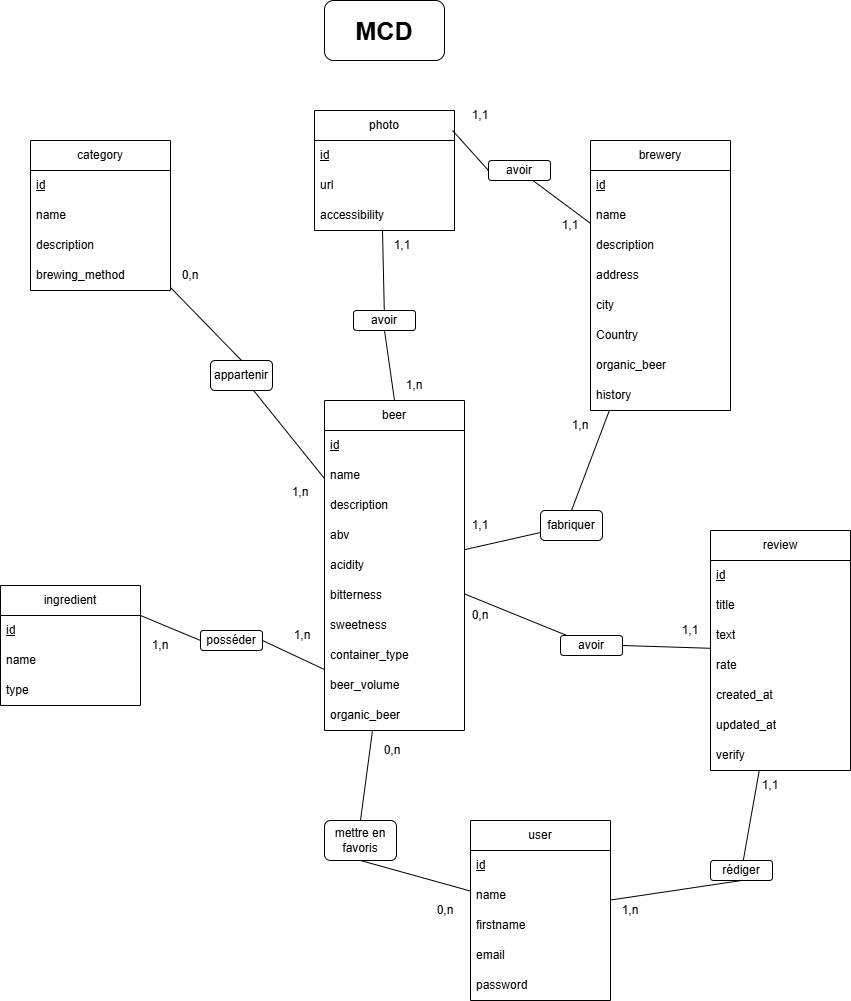 MCD
photo
id
url
accessibility
1,1
1,1
avoir
1,1
category
id
name
description
brewing_method
0,n
brewery
id
name
description
address
city
Country
organic_beer
history
1,n
avoir
1,n
appartenir
1,n
beer
id
name
description
abv
acidity
bitterness
sweetness
container_type
beer_volume
organic_beer
1,1
fabriquer
0,n
avoir
1,1
review
id
title
text
rate
created_at
updated_at
verify
1,1
ingredient
id
name
type
1,n
posséder
1,n
0,n
mettre en
favoris
0,n
user
id
name
firstname
email
password
rédiger
1,n